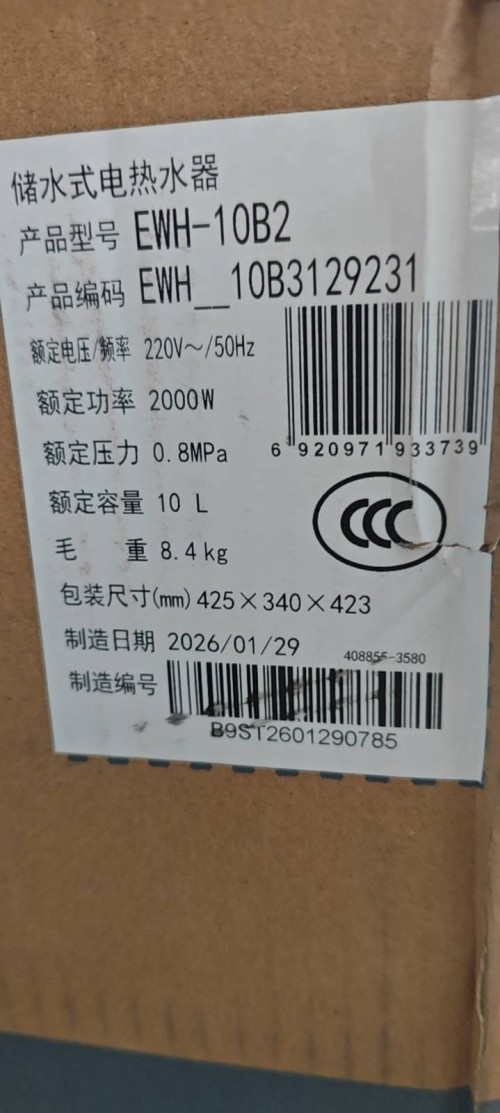 储水式电热水器
产品型号 EWH-10B2
产品编码 EWH__10B3129231
额定电压/频率 220V～/50Hz
额定功率 2000W
额定压力 0.8MPa
6 920971 933739
额定容量 10 L
CCC
毛 重 8.4kg
包装尺寸(mm) 425×340×423
制造日期 2026/01/29
408855-3580
制造编号
B9ST2601290785